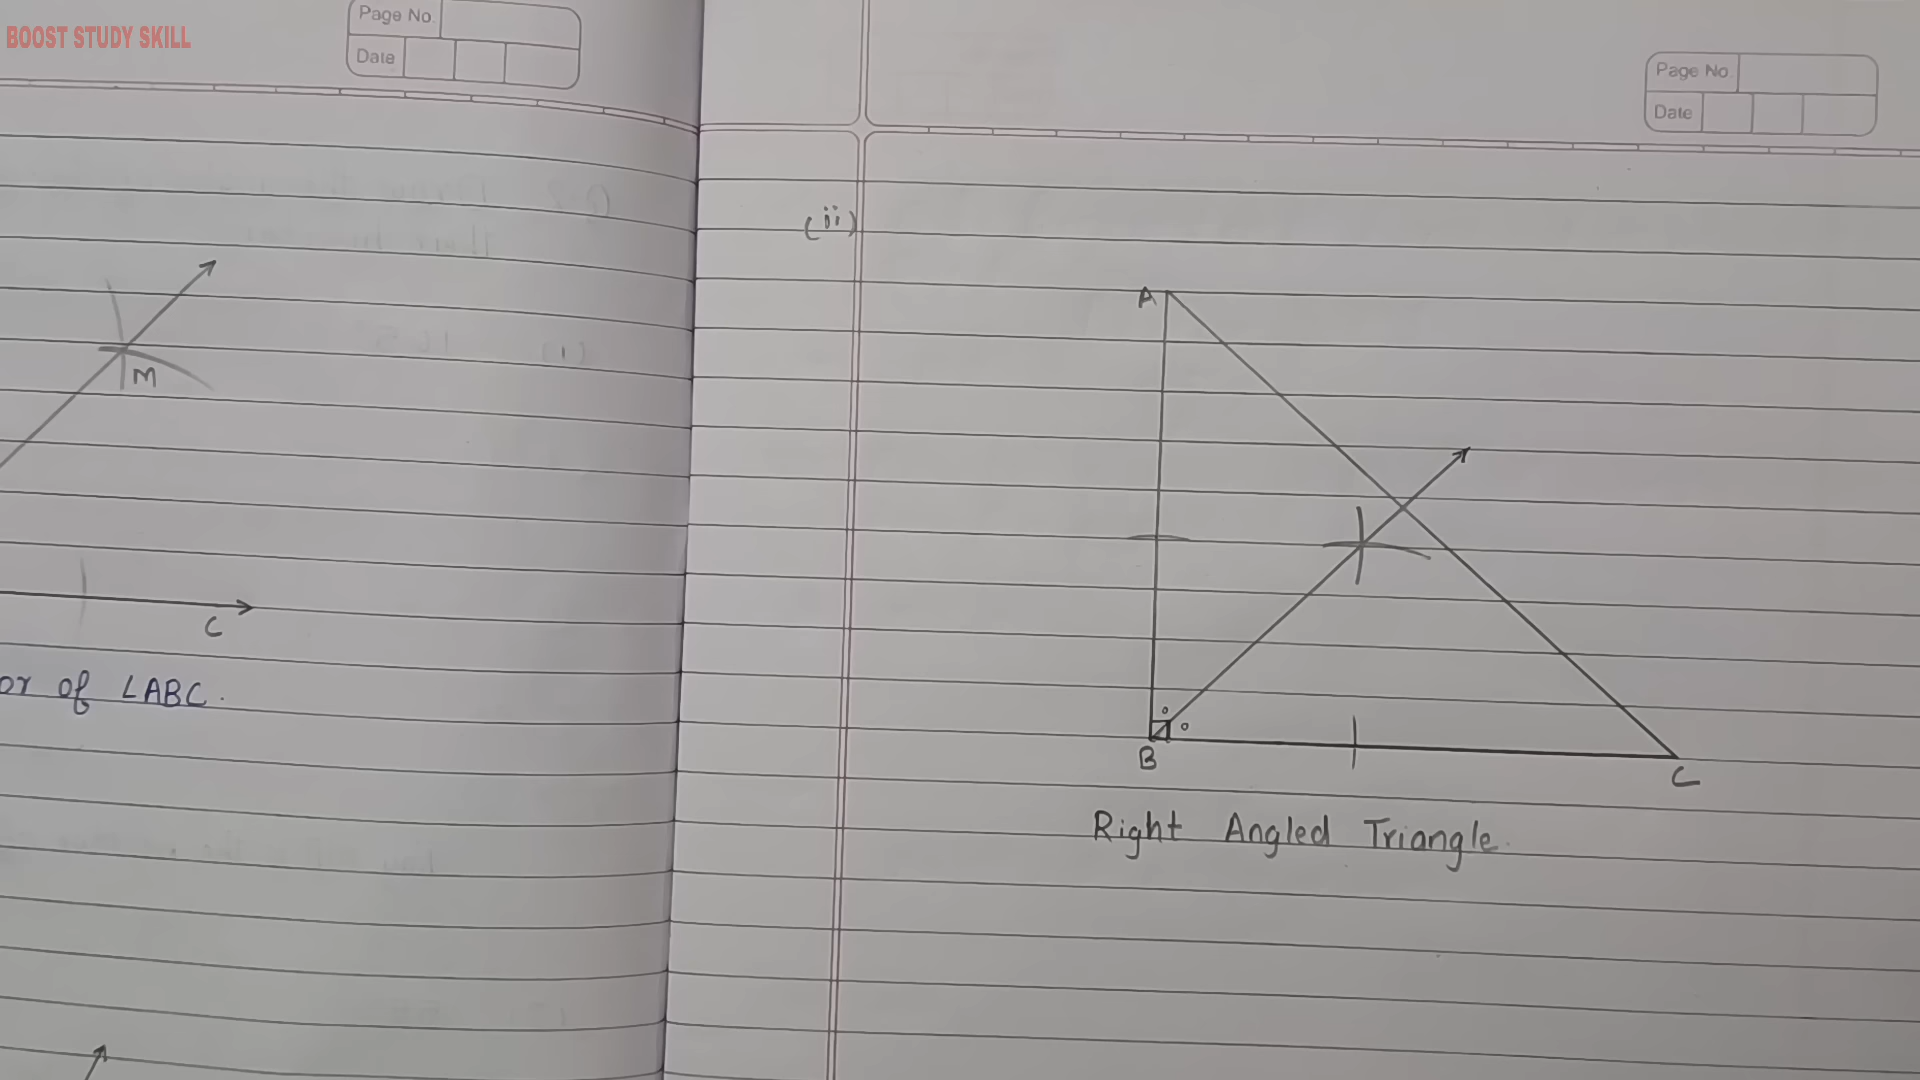 BOOST STUDY SKILL
Page No.
Date
M
C
or of ∠ABC.
Page No.
Date
(ii)
A
B
C
Right Angled Triangle.